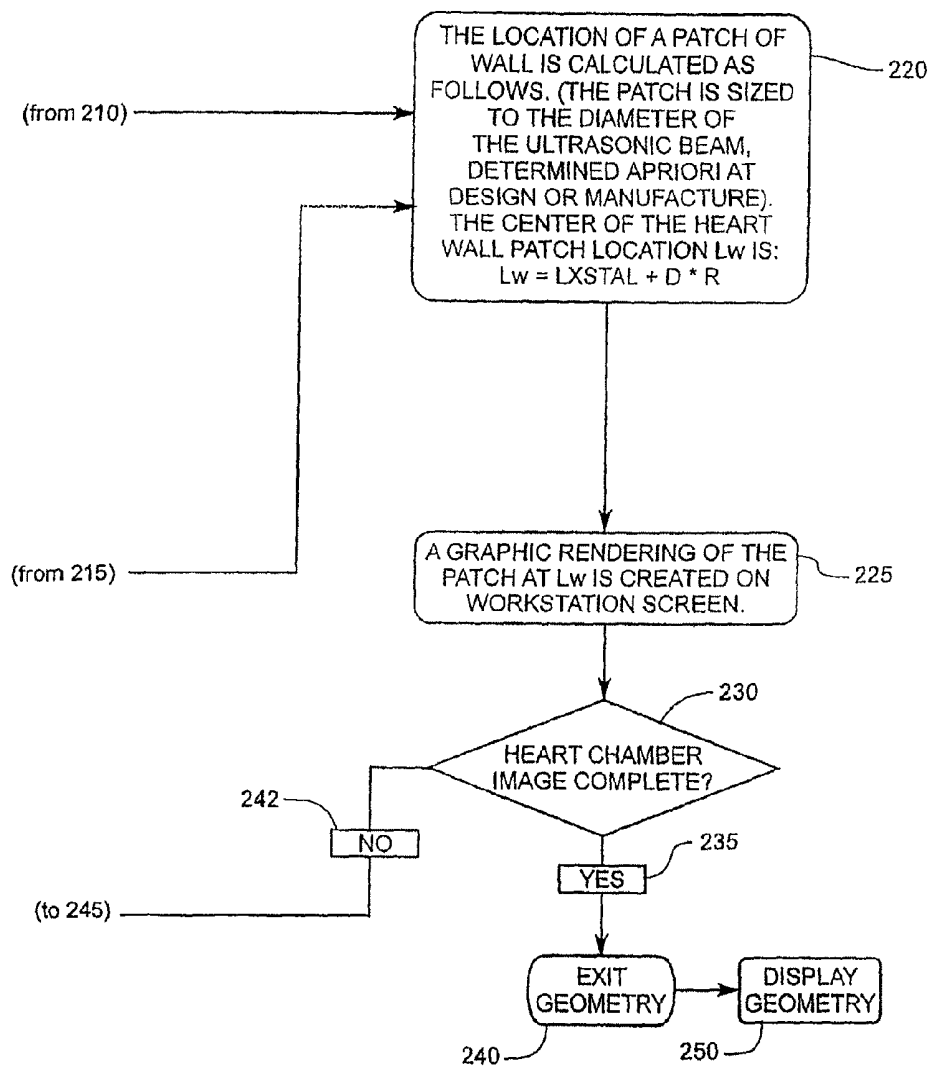 THE LOCATION OF A PATCH OF
WALL IS CALCULATED AS
FOLLOWS. (THE PATCH IS SIZED
TO THE DIAMETER OF
THE ULTRASONIC BEAM,
DETERMINED APRIORI AT
DESIGN OR MANUFACTURE).
THE CENTER OF THE HEART
WALL PATCH LOCATION Lw IS:
Lw = LXSTAL + D * R
220
(from 210)
(from 215)
A GRAPHIC RENDERING OF THE
PATCH AT Lw IS CREATED ON
WORKSTATION SCREEN.
225
230
HEART CHAMBER
IMAGE COMPLETE?
242
NO
235
YES
(to 245)
EXIT
GEOMETRY
DISPLAY
GEOMETRY
240
250